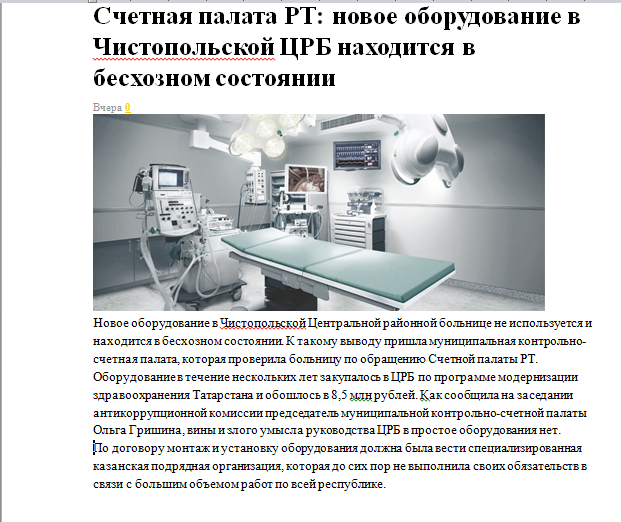 Счетная палата РТ: новое оборудование в
Чистопольской ЦРБ находится в
бесхозном состоянии
Вчера 0
Новое оборудование в Чистопольской Центральной районной больнице не используется и
находится в бесхозном состоянии. К такому выводу пришла муниципальная контрольно-
счетная палата, которая проверила больницу по обращению Счетной палаты РТ.
Оборудование в течение нескольких лет закупалось в ЦРБ по программе модернизации
здравоохранения Татарстана и обошлось в 8,5 млн рублей. Как сообщила на заседании
антикоррупционной комиссии председатель муниципальной контрольно-счетной палаты
Ольга Гришина, вины и злого умысла руководства ЦРБ в простое оборудования нет.
По договору монтаж и установку оборудования должна была вести специализированная
казанская подрядная организация, которая до сих пор не выполнила своих обязательств в
связи с большим объемом работ по всей республике.